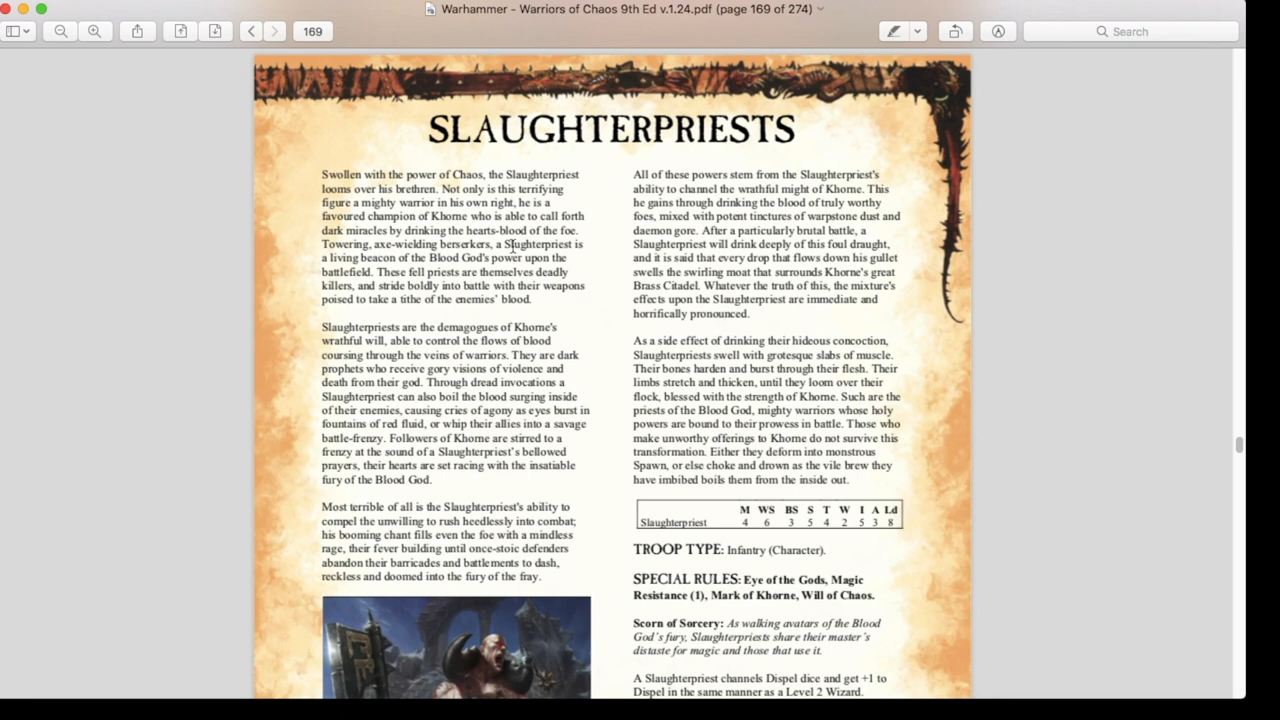 Warhammer - Warriors of Chaos 9th Ed v.1.24.pdf (page 169 of 274)
169
Search
SLAUGHTERPRIESTS
Swollen with the power of Chaos, the Slaughterpriest
looms over his brethren. Not only is this terrifying
figure a mighty warrior in his own right, he is a
favoured champion of Khorne who is able to call forth
dark miracles by drinking the hearts-blood of the foe.
Towering, axe-wielding berserkers, a Slughterpriest is
a living beacon of the Blood God's power upon the
battlefield. These fell priests are themselves deadly
killers, and stride boldly into battle with their weapons
poised to take a tithe of the enemies' blood.
Slaughterpriests are the demagogues of Khorne's
wrathful will, able to control the flows of blood
coursing through the veins of warriors. They are dark
prophets who receive gory visions of violence and
death from their god. Through dread invocations a
Slaughterpriest can also boil the blood surging inside
of their enemies, causing cries of agony as eyes burst in
fountains of red fluid, or whip their allies into a savage
battle-frenzy. Followers of Khorne are stirred to a
frenzy at the sound of a Slaughterpriest's bellowed
prayers, their hearts are set racing with the insatiable
fury of the Blood God.
Most terrible of all is the Slaughterpriest's ability to
compel the unwilling to rush heedlessly into combat;
his booming chant fills even the foe with a mindless
rage, their fever building until once-stoic defenders
abandon their barricades and battlements to dash,
reckless and doomed into the fury of the fray.
All of these powers stem from the Slaughterpriest's
ability to channel the wrathful might of Khorne. This
he gains through drinking the blood of truly worthy
foes, mixed with potent tinctures of warpstone dust and
daemon gore. After a particularly brutal battle, a
Slaughterpriest will drink deeply of this foul draught,
and it is said that every drop that flows down his gullet
swells the swirling moat that surrounds Khorne's great
Brass Citadel. Whatever the truth of this, the mixture's
effects upon the Slaughterpriest are immediate and
horrifically pronounced.
As a side effect of drinking their hideous concoction,
Slaughterpriests swell with grotesque slabs of muscle.
Their bones harden and burst through their flesh. Their
limbs stretch and thicken, until they loom over their
flock, blessed with the strength of Khorne. Such are the
priests of the Blood God, mighty warriors whose holy
powers are bound to their prowess in battle. Those who
make unworthy offerings to Khorne do not survive this
transformation. Either they deform into monstrous
Spawn, or else choke and drown as the vile brew they
have imbibed boils them from the inside out.
M WS BS S T W I A Ld
Slaughterpriest 4 6 3 5 4 2 5 3 8
TROOP TYPE: Infantry (Character).
SPECIAL RULES: Eye of the Gods, Magic
Resistance (1), Mark of Khorne, Will of Chaos.
Scorn of Sorcery: As walking avatars of the Blood
God's fury, Slaughterpriests share their master's
distaste for magic and those that use it.
A Slaughterpriest channels Dispel dice and get +1 to
Dispel in the same manner as a Level 2 Wizard.